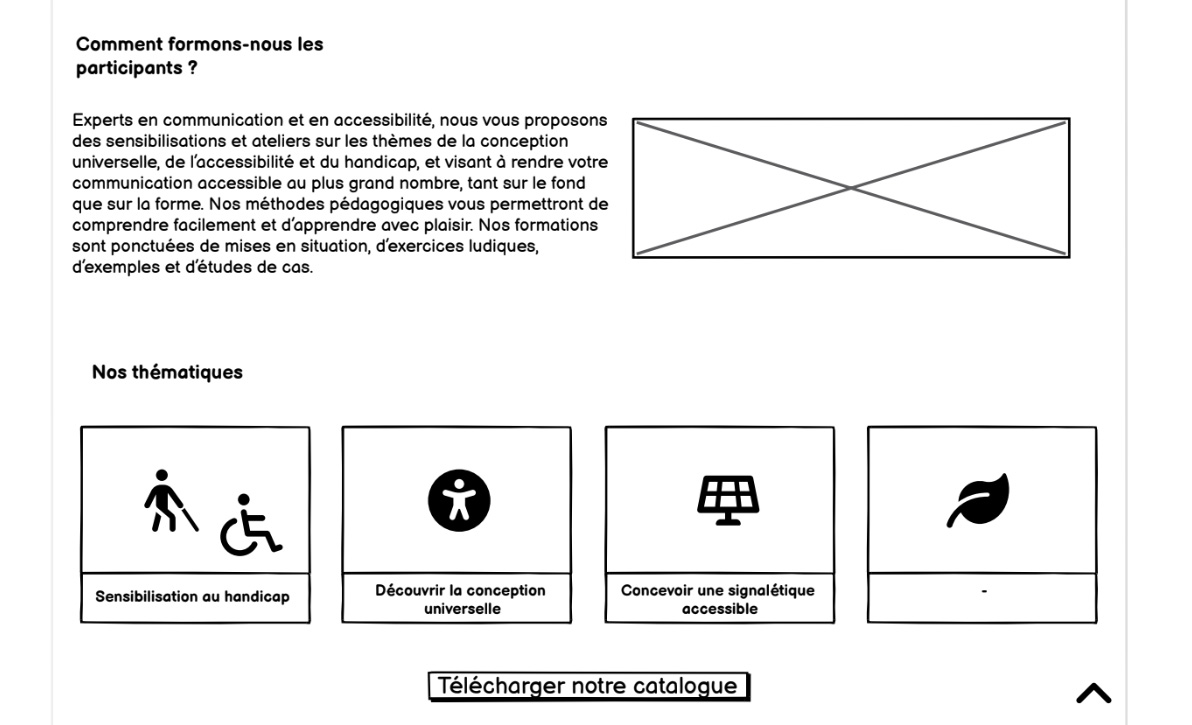 Comment formons-nous les
participants ?
Experts en communication et en accessibilité, nous vous proposons
des sensibilisations et ateliers sur les thèmes de la conception
universelle, de l'accessibilité et du handicap, et visant à rendre votre
communication accessible au plus grand nombre, tant sur le fond
que sur la forme. Nos méthodes pédagogiques vous permettront de
comprendre facilement et d'apprendre avec plaisir. Nos formations
sont ponctuées de mises en situation, d'exercices ludiques,
d'exemples et d'études de cas.
Nos thématiques
Sensibilisation au handicap
Découvrir la conception
universelle
Concevoir une signalétique
accessible
-
Télécharger notre catalogue